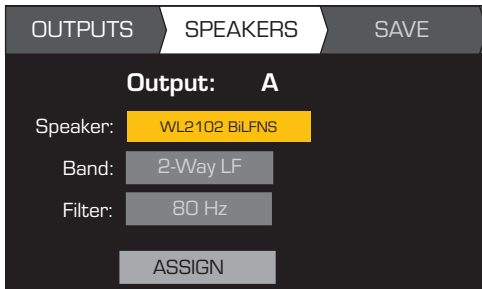 OUTPUTS SPEAKERS SAVE
Output: A
Speaker: WL2102 BiLFNS
Band: 2-Way LF
Filter: 80 Hz
ASSIGN